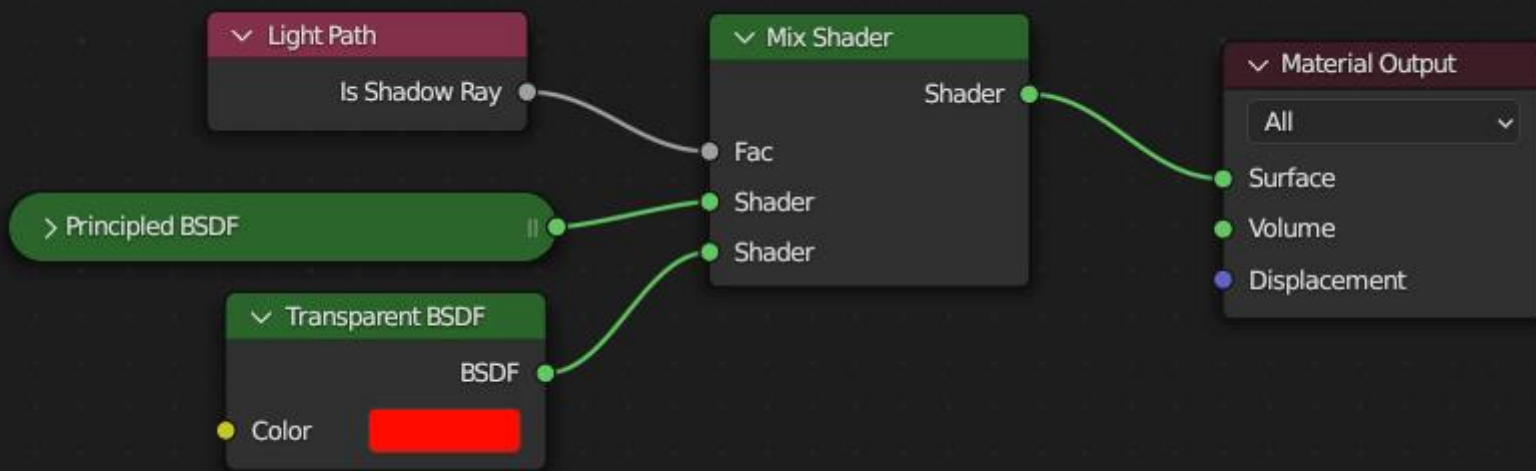 Light Path
Is Shadow Ray
Principled BSDF
Transparent BSDF
BSDF
Color
Mix Shader
Shader
Fac
Shader
Shader
Material Output
All
Surface
Volume
Displacement